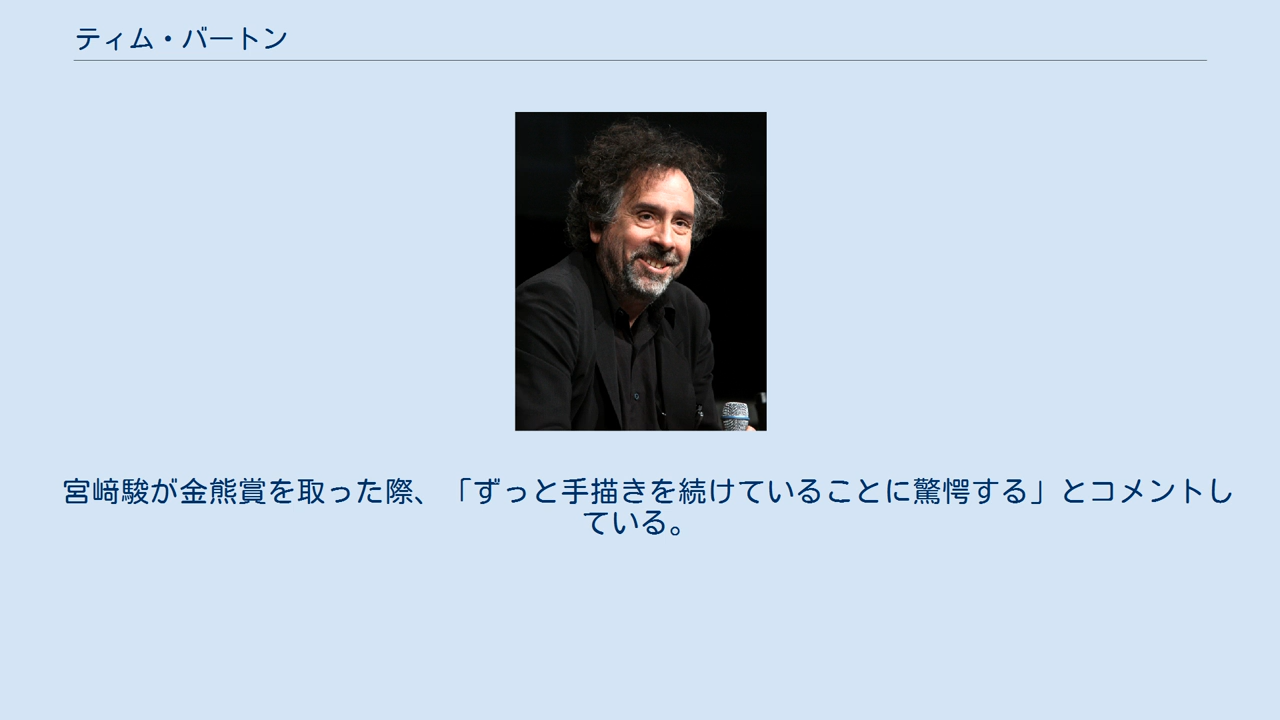 ティム・バートン
宮﨑駿が金熊賞を取った際、「ずっと手描きを続けていることに驚愕する」とコメントし
ている。